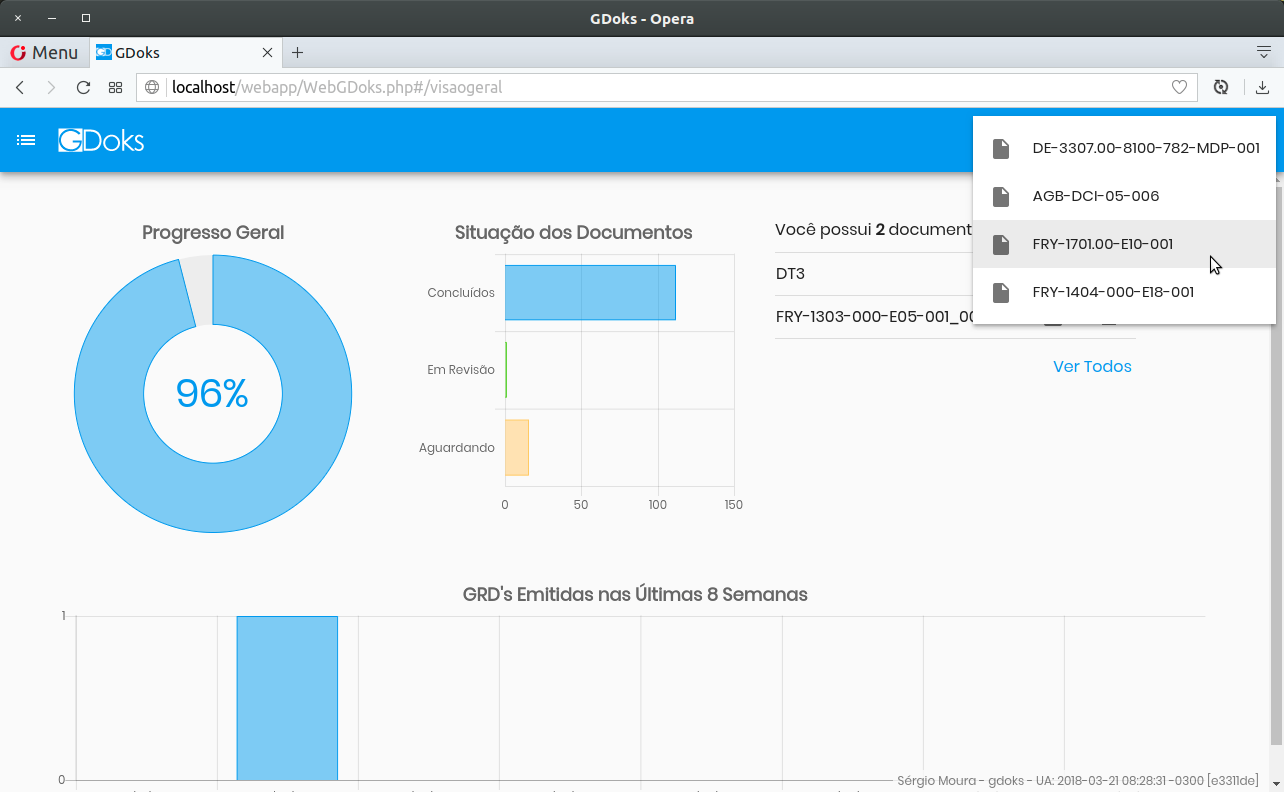 GDoks - Opera
Menu
GDoks
localhost/webapp/WebGDoks.php#/visaogeral
GDoks
DE-3307.00-8100-782-MDP-001
AGB-DCI-05-006
FRY-1701.00-E10-001
FRY-1404-000-E18-001
Progresso Geral
96%
Situação dos Documentos
Concluídos
Em Revisão
Aguardando
0 50 100 150
Você possui 2 document
DT3
FRY-1303-000-E05-001_00
Ver Todos
GRD's Emitidas nas Últimas 8 Semanas
1
0
Sérgio Moura - gdoks - UA: 2018-03-21 08:28:31 -0300 [e3311de]